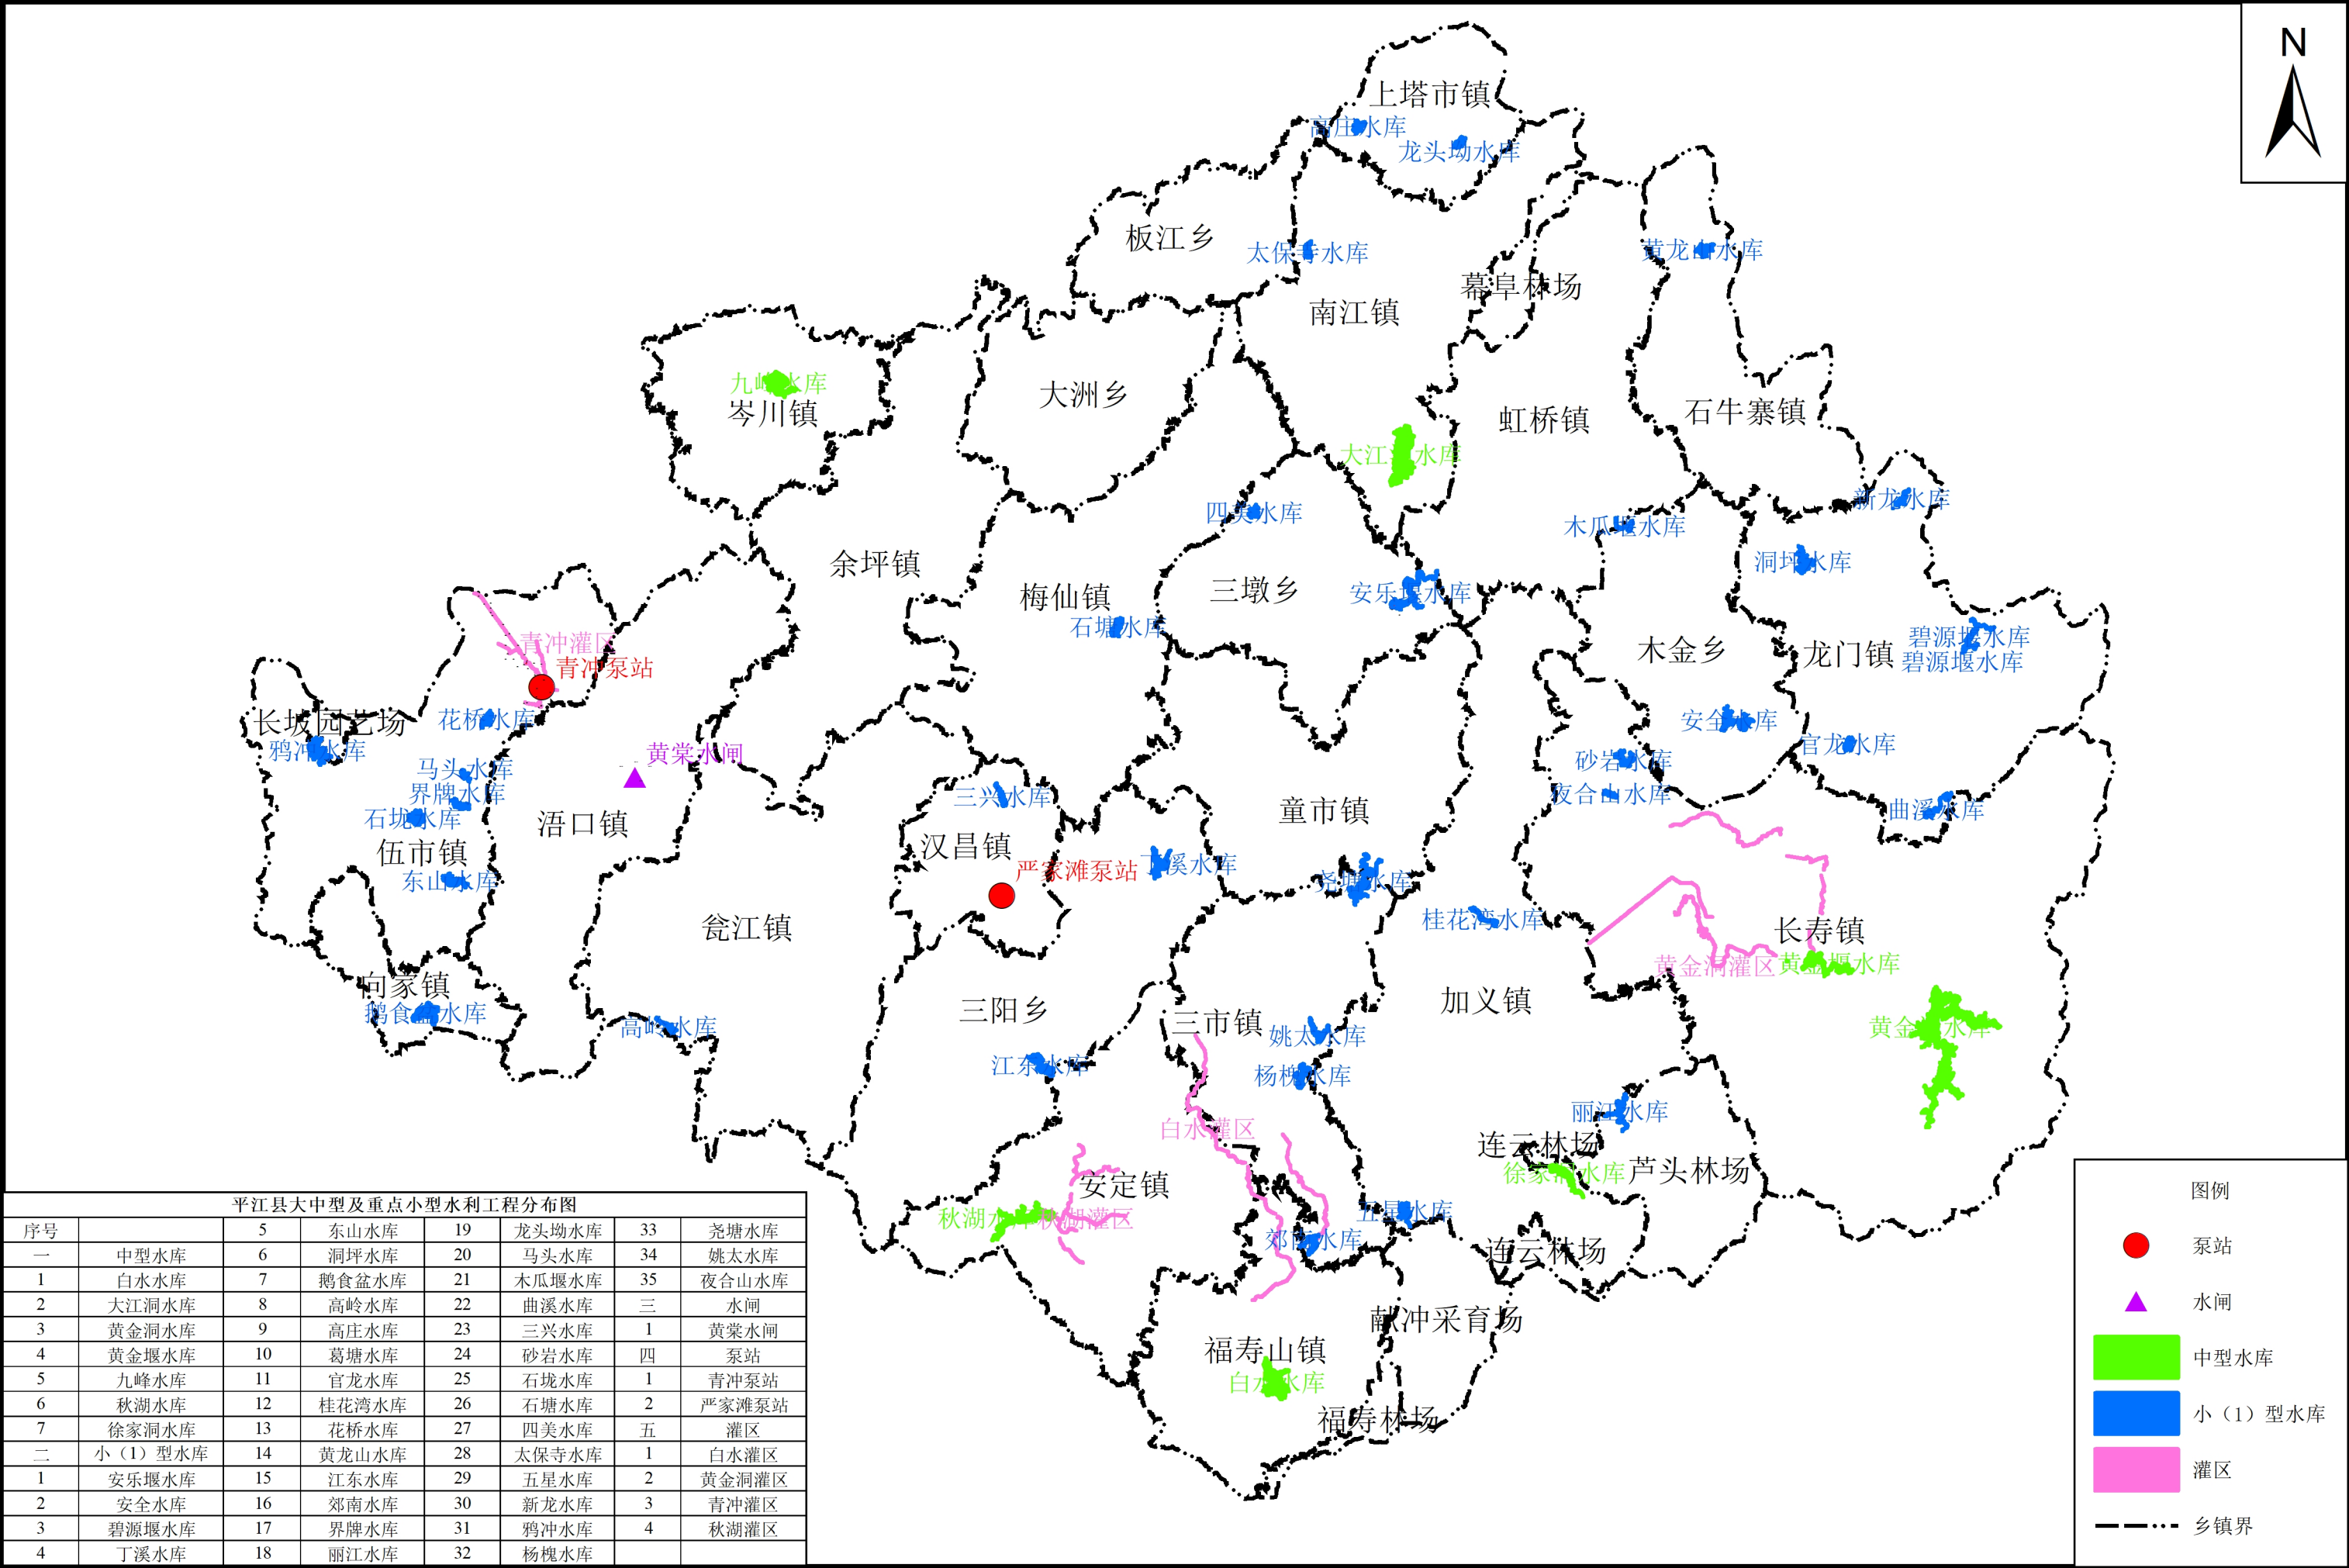 N
上塔市镇
高庄水库
龙头坳水库
板江乡
太保寺水库
黄龙山水库
幕阜林场
南江镇
九峰水库
岑川镇
大洲乡
虹桥镇
石牛寨镇
大江洞水库
四美水库
木瓜堰水库
新龙水库
余坪镇
洞坪水库
梅仙镇
三墩乡
安乐堰水库
石塘水库
青冲灌区
青冲泵站
木金乡
龙门镇
碧源堰水库
碧源堰水库
长坡园艺场
花桥水库
安全水库
鸦冲水库
黄棠水闸
官龙水库
马头水库
砂岩水库
界牌水库
三兴水库
夜合山水库
石垅水库
浯口镇
童市镇
曲溪水库
伍市镇
汉昌镇
严家滩泵站
丁溪水库
东山水库
尧塘水库
瓮江镇
桂花湾水库
长寿镇
黄金洞灌区
黄金堰水库
向家镇
鹅食盆水库
高岭水库
三阳乡
三市镇
加义镇
姚太水库
黄金洞水库
江东水库
杨槐水库
丽江水库
白水灌区
连云林场
徐家洞水库
芦头林场
安定镇
秋湖水库
秋湖灌区
五星水库
郊南水库
连云林场
献冲采育场
福寿山镇
白水水库
福寿林场
平江县大中型及重点小型水利工程分布图
序号 5 东山水库 19 龙头坳水库 33 尧塘水库
一 中型水库 6 洞坪水库 20 马头水库 34 姚太水库
1 白水水库 7 鹅食盆水库 21 木瓜堰水库 35 夜合山水库
2 大江洞水库 8 高岭水库 22 曲溪水库 三 水闸
3 黄金洞水库 9 高庄水库 23 三兴水库 1 黄棠水闸
4 黄金堰水库 10 葛塘水库 24 砂岩水库 四 泵站
5 九峰水库 11 官龙水库 25 石垅水库 1 青冲泵站
6 秋湖水库 12 桂花湾水库 26 石塘水库 2 严家滩泵站
7 徐家洞水库 13 花桥水库 27 四美水库 五 灌区
二 小（1）型水库 14 黄龙山水库 28 太保寺水库 1 白水灌区
1 安乐堰水库 15 江东水库 29 五星水库 2 黄金洞灌区
2 安全水库 16 郊南水库 30 新龙水库 3 青冲灌区
3 碧源堰水库 17 界牌水库 31 鸦冲水库 4 秋湖灌区
4 丁溪水库 18 丽江水库 32 杨槐水库
图例
泵站
水闸
中型水库
小（1）型水库
灌区
乡镇界